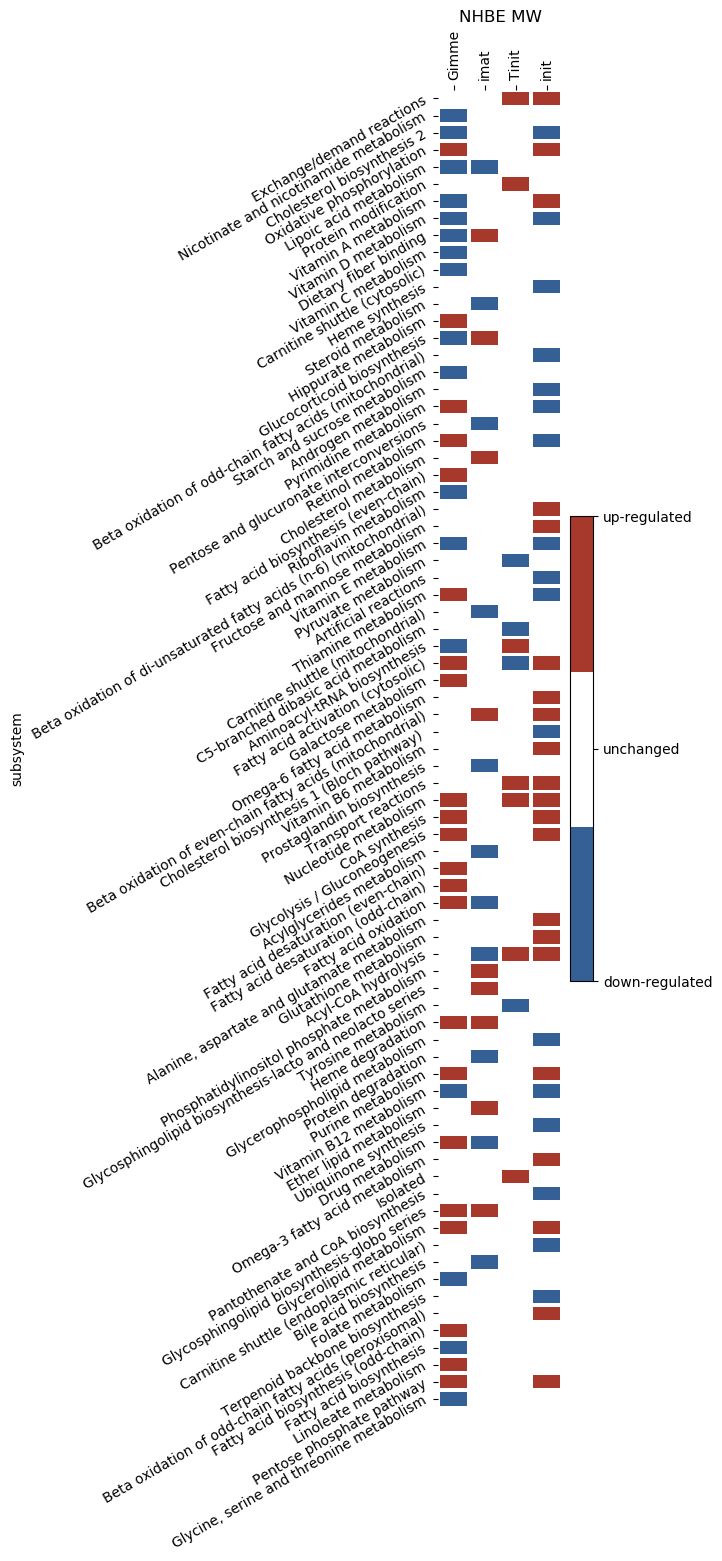 NHBE MW
Gimme
imat
Tinit
init
Exchange/demand reactions
Nicotinate and nicotinamide metabolism
Cholesterol biosynthesis 2
Oxidative phosphorylation
Lipoic acid metabolism
Protein modification
Vitamin A metabolism
Vitamin D metabolism
Dietary fiber binding
Vitamin C metabolism
Carnitine shuttle (cytosolic)
Heme synthesis
Steroid metabolism
Hippurate metabolism
Glucocorticoid biosynthesis
Beta oxidation of odd-chain fatty acids (mitochondrial)
Starch and sucrose metabolism
Androgen metabolism
Pyrimidine metabolism
Pentose and glucuronate interconversions
Retinol metabolism
Cholesterol metabolism
Fatty acid biosynthesis (even-chain)
Riboflavin metabolism
Beta oxidation of di-unsaturated fatty acids (n-6) (mitochondrial)
Fructose and mannose metabolism
Vitamin E metabolism
Pyruvate metabolism
Artificial reactions
Thiamine metabolism
Carnitine shuttle (mitochondrial)
C5-branched dibasic acid metabolism
Aminoacyl-tRNA biosynthesis
Fatty acid activation (cytosolic)
Galactose metabolism
Omega-6 fatty acid metabolism
Beta oxidation of even-chain fatty acids (mitochondrial)
Cholesterol biosynthesis 1 (Bloch pathway)
Vitamin B6 metabolism
Prostaglandin biosynthesis
Transport reactions
Nucleotide metabolism
CoA synthesis
Glycolysis / Gluconeogenesis
Acylglycerides metabolism
Fatty acid desaturation (even-chain)
Fatty acid desaturation (odd-chain)
Fatty acid oxidation
Alanine, aspartate and glutamate metabolism
Glutathione metabolism
Acyl-CoA hydrolysis
Phosphatidylinositol phosphate metabolism
Glycosphingolipid biosynthesis-lacto and neolacto series
Tyrosine metabolism
Heme degradation
Glycerophospholipid metabolism
Protein degradation
Purine metabolism
Vitamin B12 metabolism
Ether lipid metabolism
Ubiquinone synthesis
Drug metabolism
Omega-3 fatty acid metabolism
Isolated
Pantothenate and CoA biosynthesis
Glycosphingolipid biosynthesis-globo series
Glycerolipid metabolism
Carnitine shuttle (endoplasmic reticular)
Bile acid biosynthesis
Folate metabolism
Terpenoid backbone biosynthesis
Beta oxidation of odd-chain fatty acids (peroxisomal)
Fatty acid biosynthesis (odd-chain)
Fatty acid biosynthesis
Linoleate metabolism
Pentose phosphate pathway
Glycine, serine and threonine metabolism
subsystem
up-regulated
unchanged
down-regulated